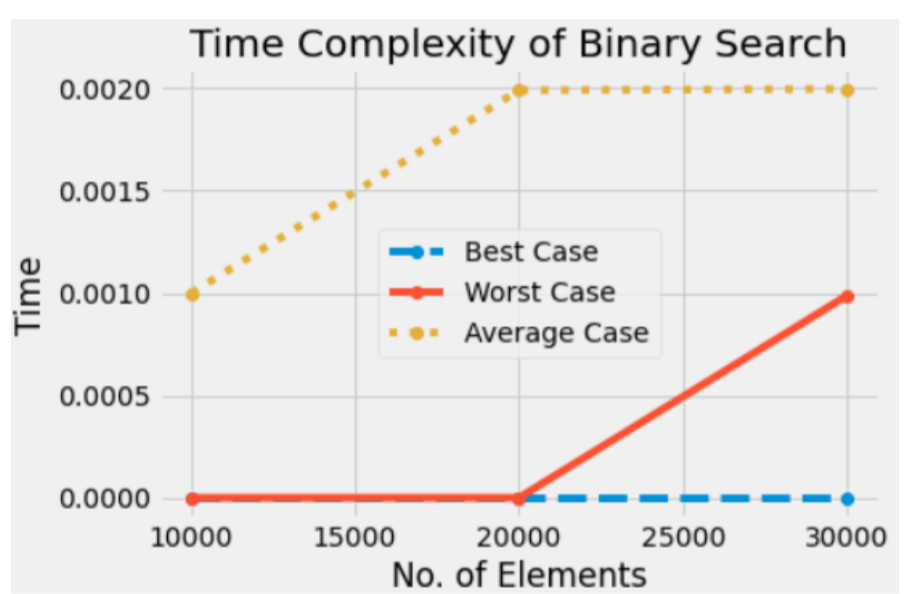 Time Complexity of Binary Search
0.0020
0.0015
0.0010
0.0005
0.0000
Time
Best Case
Worst Case
Average Case
10000 15000 20000 25000 30000
No. of Elements